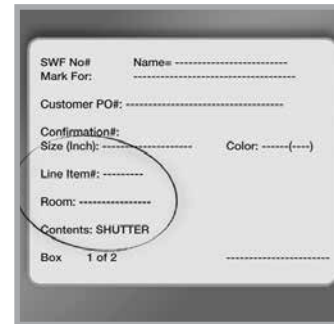 SWF No# Name= -------------------------
Mark For: ------------------------------------
Customer PO#: -----------------------------------
Confirmation#:
Size (Inch): -------------------- Color: ------(----)
Line Item#: ---------
Room: ----------------
Contents: SHUTTER
Box 1 of 2 -----------------------